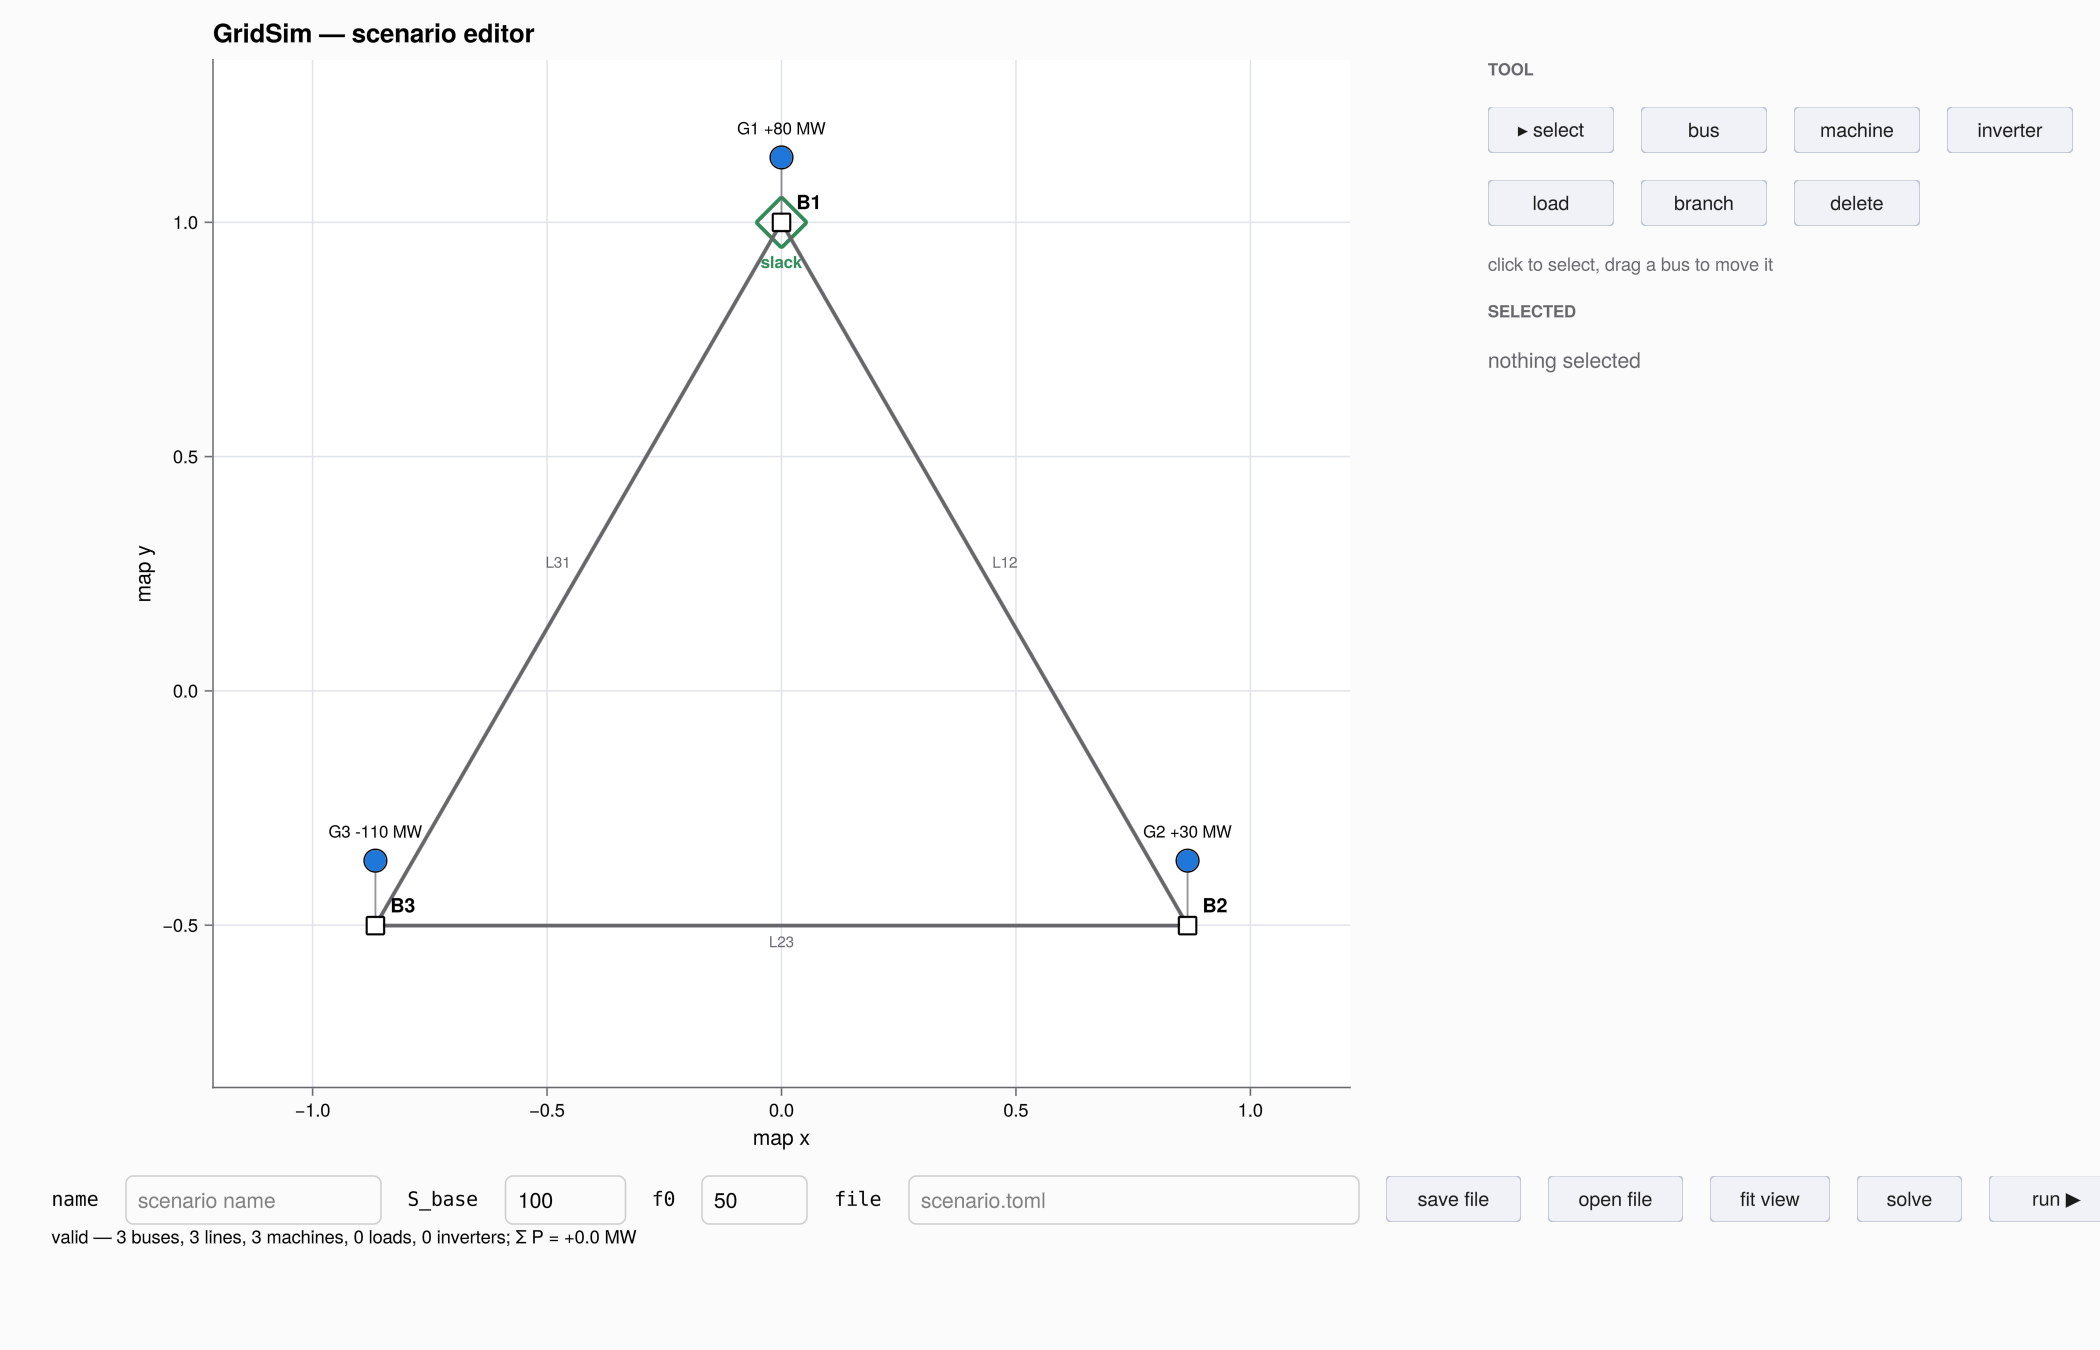 GridSim — scenario editor
TOOL
▸ select
bus
machine
inverter
load
branch
delete
click to select, drag a bus to move it
SELECTED
nothing selected
G1 +80 MW
B1
slack
1.0
0.5
0.0
−0.5
map y
L31
L12
G3 -110 MW
G2 +30 MW
B3
B2
L23
−1.0
−0.5
0.0
0.5
1.0
map x
name
scenario name
S_base
100
f0
50
file
scenario.toml
save file
open file
fit view
solve
run ▶
valid — 3 buses, 3 lines, 3 machines, 0 loads, 0 inverters; Σ P = +0.0 MW